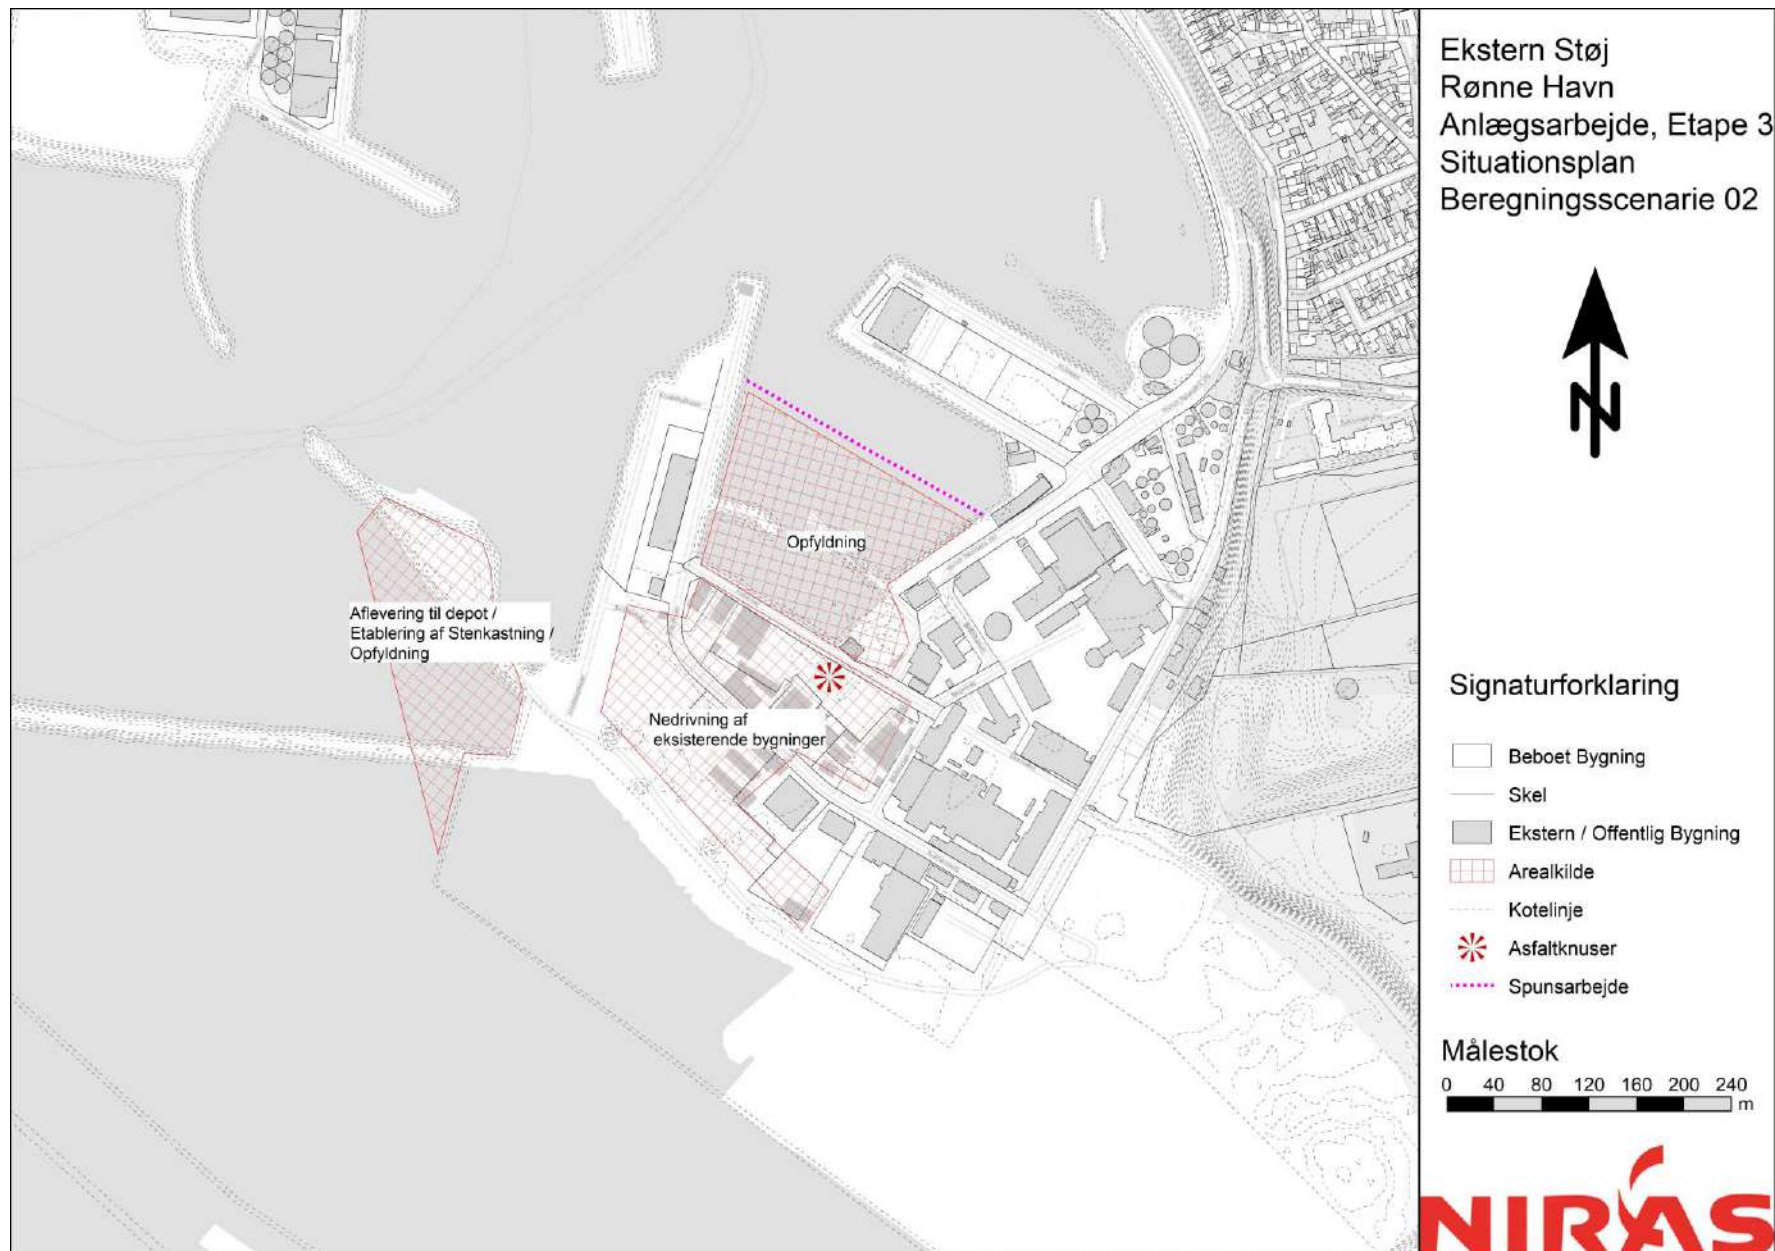 Ekstern Støj
Rønne Havn
Anlægsarbejde, Etape 3
Situationsplan
Beregningsscenarie 02
N
Opfyldning
Aflevering til depot /
Etablering af Stenkastning /
Opfyldning
Nedrivning af
eksisterende bygninger
Signaturforklaring
Beboet Bygning
Skel
Ekstern / Offentlig Bygning
Arealkilde
Kotelinje
Asfaltknuser
Spunsarbejde
Målestok
0 40 80 120 160 200 240
m
NIRAS